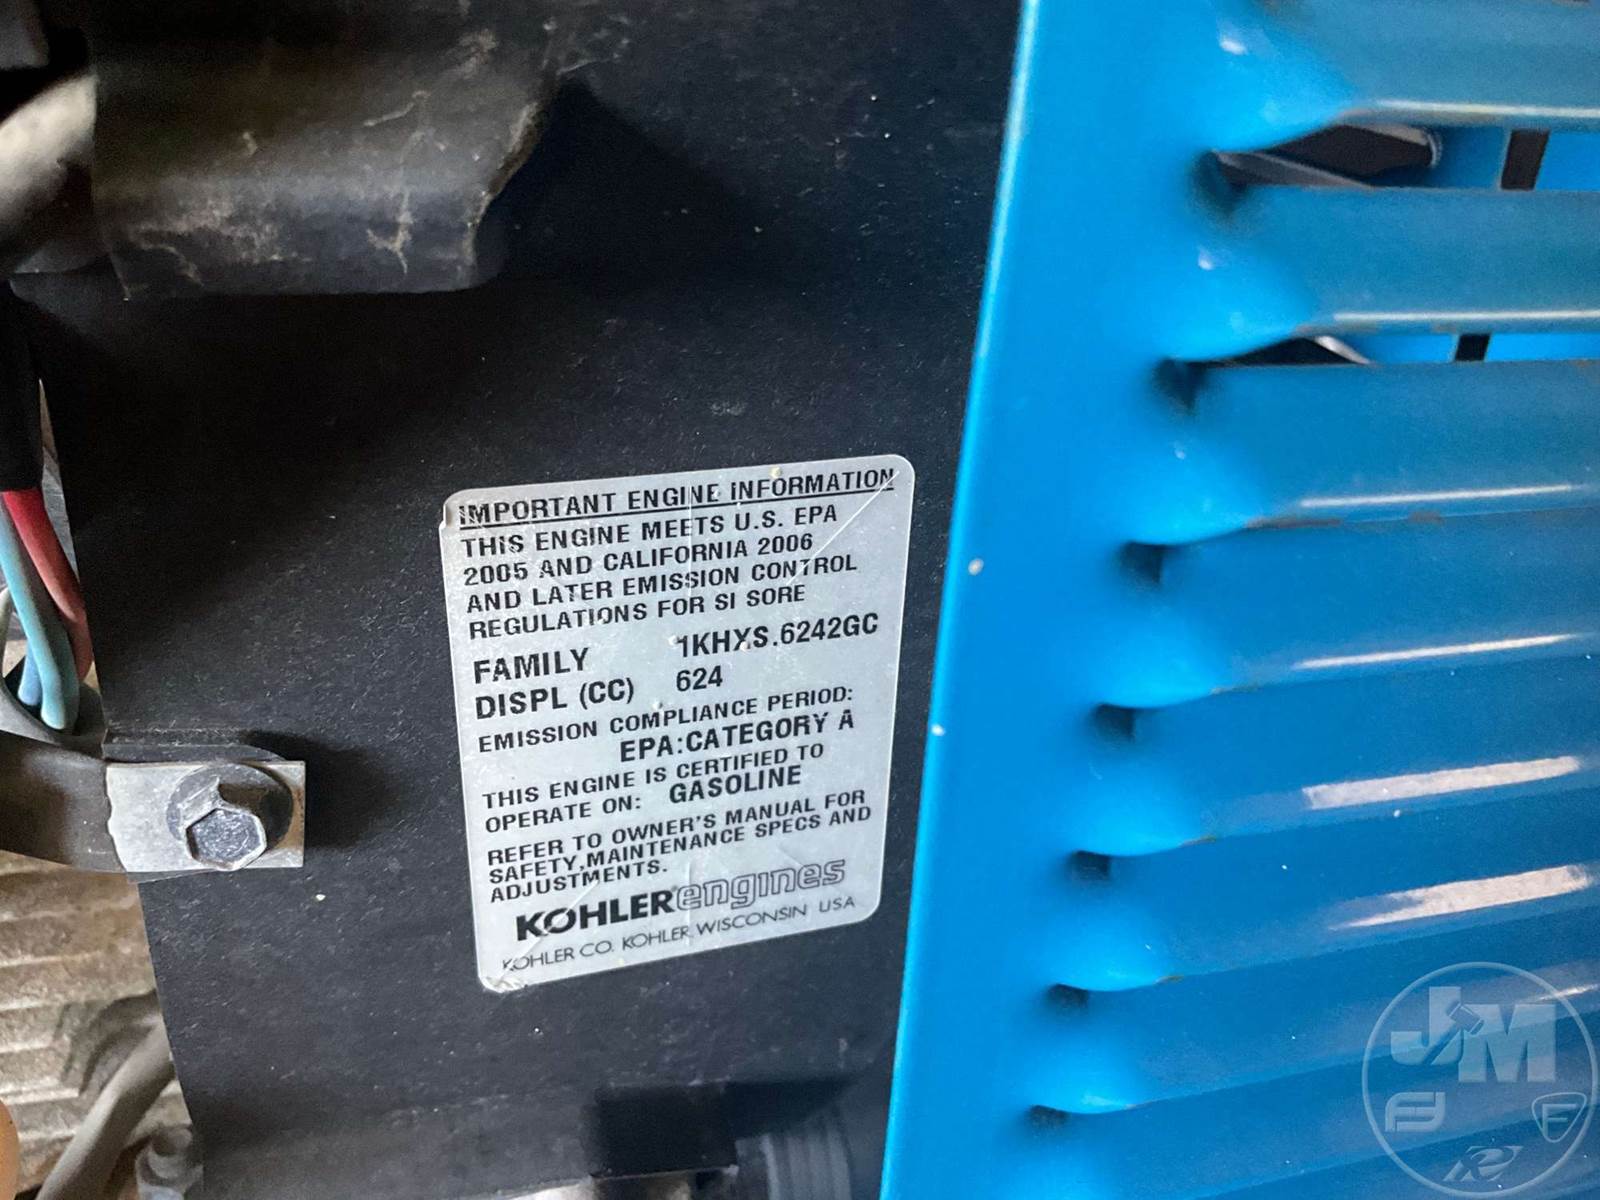 IMPORTANT ENGINE INFORMATION
THIS ENGINE MEETS U.S. EPA
2005 AND CALIFORNIA 2006
AND LATER EMISSION CONTROL
REGULATIONS FOR SI SORE
FAMILY 1KHXS.6242GC
DISPL (CC) 624
EMISSION COMPLIANCE PERIOD:
EPA:CATEGORY A
THIS ENGINE IS CERTIFIED TO
OPERATE ON: GASOLINE
REFER TO OWNER'S MANUAL FOR
SAFETY,MAINTENANCE SPECS AND
ADJUSTMENTS.
KOHLER engines
KOHLER CO. KOHLER, WISCONSIN USA
JM